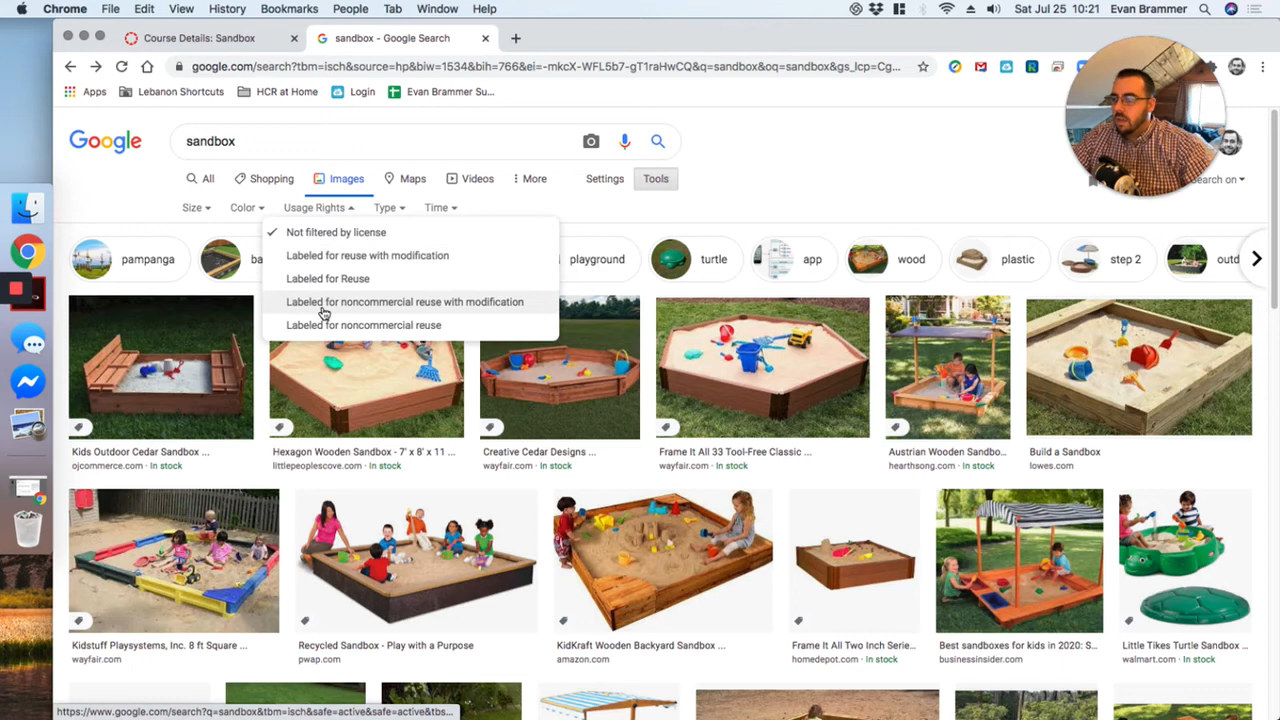 Chrome File Edit View History Bookmarks People Tab Window Help Sat Jul 25 10:21 Evan Brammer
Course Details: Sandbox sandbox - Google Search
google.com/search?tbm=isch&source=hp&biw=1534&bih=766&ei=-mkcX-WFL5b7-gT1raHwCQ&q=sandbox&oq=sandbox&gs_lcp=Cg...
Apps Lebanon Shortcuts HCR at Home Login Evan Brammer Su...
Google sandbox
All Shopping Images Maps Videos More Settings Tools
Search on
Size Color Usage Rights Type Time
Not filtered by license
Labeled for reuse with modification
Labeled for Reuse
Labeled for noncommercial reuse with modification
Labeled for noncommercial reuse
pampanga ba playground turtle app wood plastic step 2 outd
Kids Outdoor Cedar Sandbox ... Hexagon Wooden Sandbox - 7' x 8' x 11 ... Creative Cedar Designs ... Frame It All 33 Tool-Free Classic ... Austrian Wooden Sandbo... Build a Sandbox
ojcommerce.com · In stock littlepeoplescove.com · In stock wayfair.com · In stock wayfair.com · In stock hearthsong.com · In stock lowes.com
Kidstuff Playsystems, Inc. 8 ft Square ... Recycled Sandbox - Play with a Purpose KidKraft Wooden Backyard Sandbox ... Frame It All Two Inch Serie... Best sandboxes for kids in 2020: S... Little Tikes Turtle Sandbox ...
wayfair.com pwap.com amazon.com homedepot.com · In stock businessinsider.com walmart.com · In stock
https://www.google.com/search?q=sandbox&tbm=isch&safe=active&safe=active&tbs...